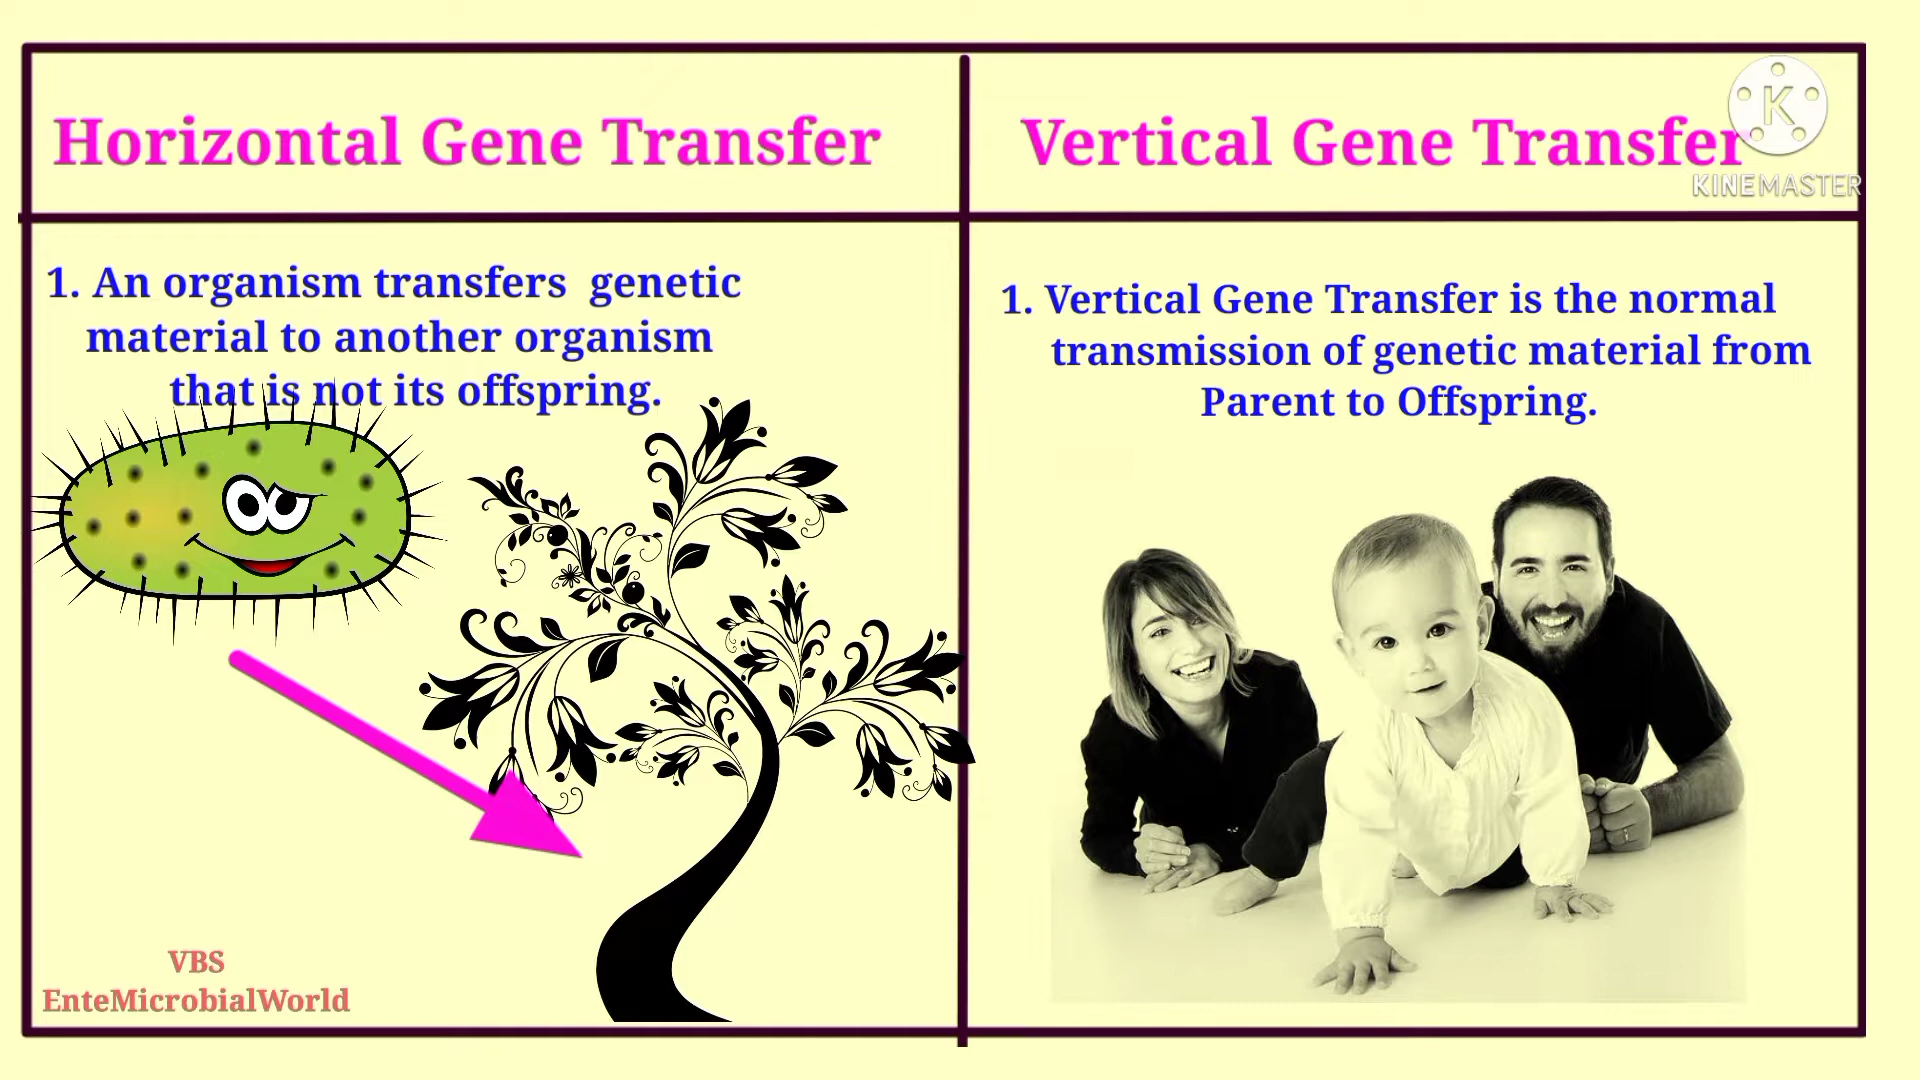 Horizontal Gene Transfer
Vertical Gene Transfer
K
KINEMASTER
1. An organism transfers genetic
material to another organism
that is not its offspring.
1. Vertical Gene Transfer is the normal
transmission of genetic material from
Parent to Offspring.
VBS
EnteMicrobialWorld